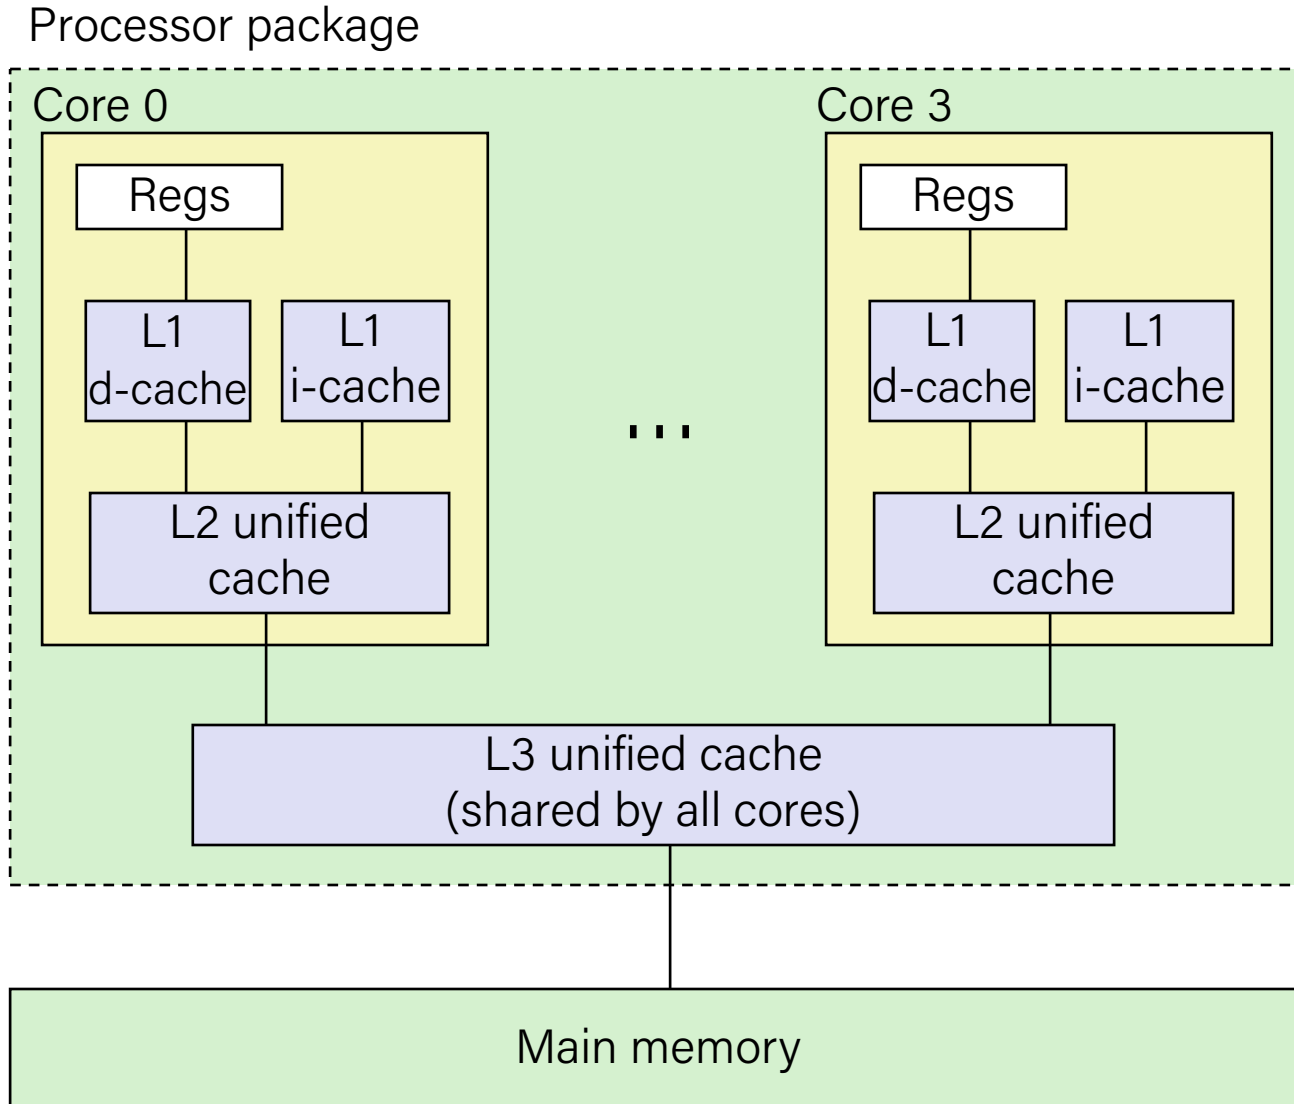 Processor package
Core 0
Regs
L1
d-cache
L1
i-cache
L2 unified
cache
...
Core 3
Regs
L1
d-cache
L1
i-cache
L2 unified
cache
L3 unified cache
(shared by all cores)
Main memory